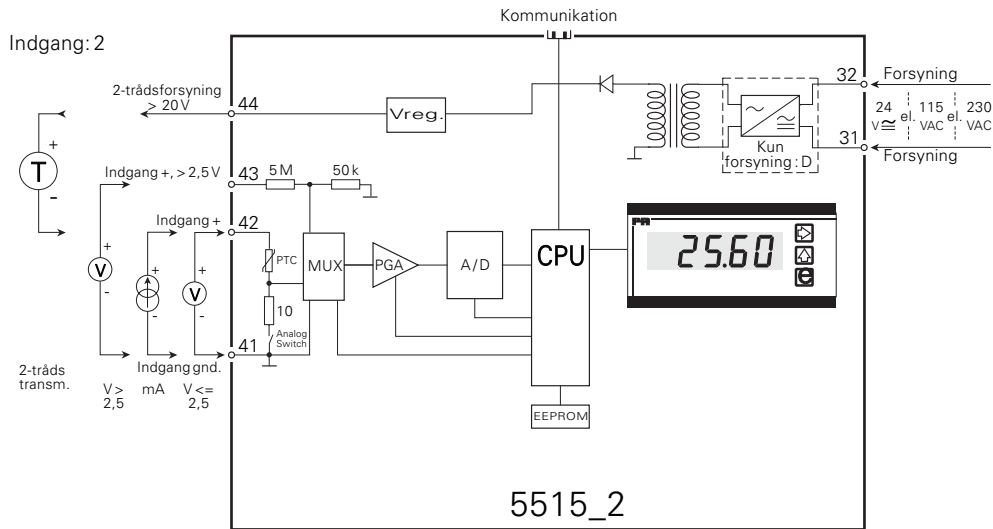 Kommunikation
Indgang: 2
2-trådsforsyning
> 20 V
44
Vreg.
32
Forsyning
24
V≂
el.
115
VAC
el.
230
VAC
31
Forsyning
Kun
forsyning : D
T
+
-
Indgang +, > 2,5 V
43
5 M
50 k
Indgang +
42
PTC
MUX
PGA
A/D
CPU
PR
25.60
e
+
V
-
+
-
+
V
-
10
Analog
Switch
41
Indgang gnd.
2-tråds
transm.
V >
2,5
mA
V <=
2,5
EEPROM
5515_2